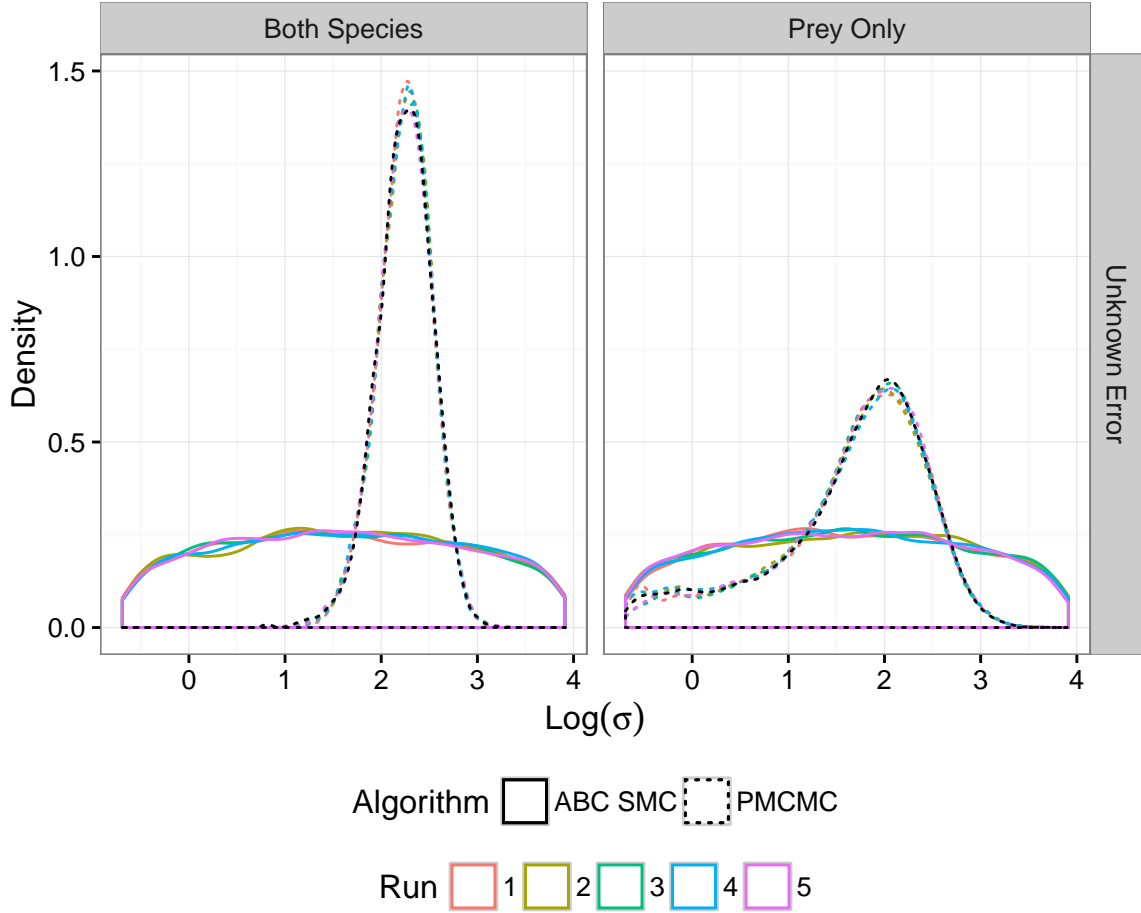 Both Species
Prey Only
Unknown Error
Density
1.5
1.0
0.5
0.0
0 1 2 3 4
0 1 2 3 4
Log(σ)
Algorithm ABC SMC PMCMC
Run 1 2 3 4 5